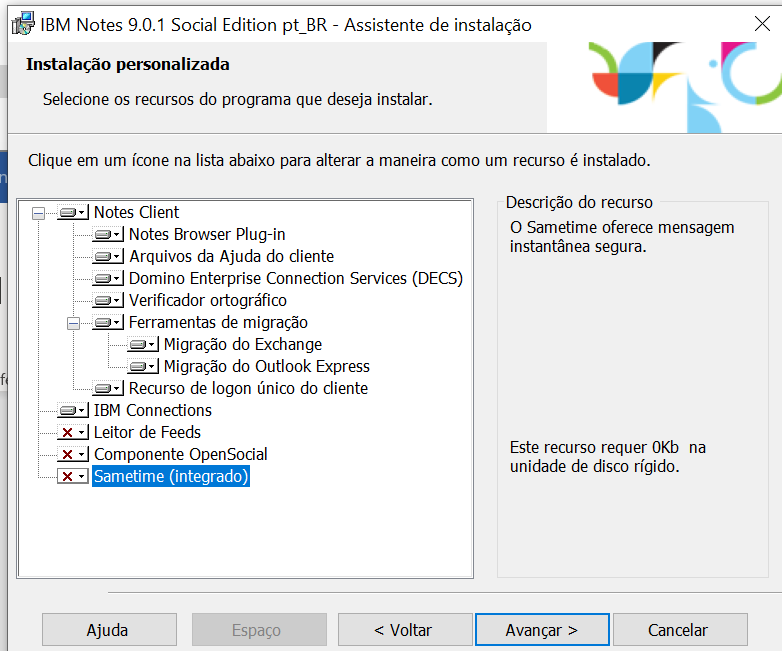 IBM Notes 9.0.1 Social Edition pt_BR - Assistente de instalação
Instalação personalizada
Selecione os recursos do programa que deseja instalar.
Clique em um ícone na lista abaixo para alterar a maneira como um recurso é instalado.
Notes Client
Notes Browser Plug-in
Arquivos da Ajuda do cliente
Domino Enterprise Connection Services (DECS)
Verificador ortográfico
Ferramentas de migração
Migração do Exchange
Migração do Outlook Express
Recurso de logon único do cliente
IBM Connections
Leitor de Feeds
Componente OpenSocial
Sametime (integrado)
Descrição do recurso
O Sametime oferece mensagem
instantânea segura.
Este recurso requer 0Kb na
unidade de disco rígido.
Ajuda
Espaço
< Voltar
Avançar >
Cancelar